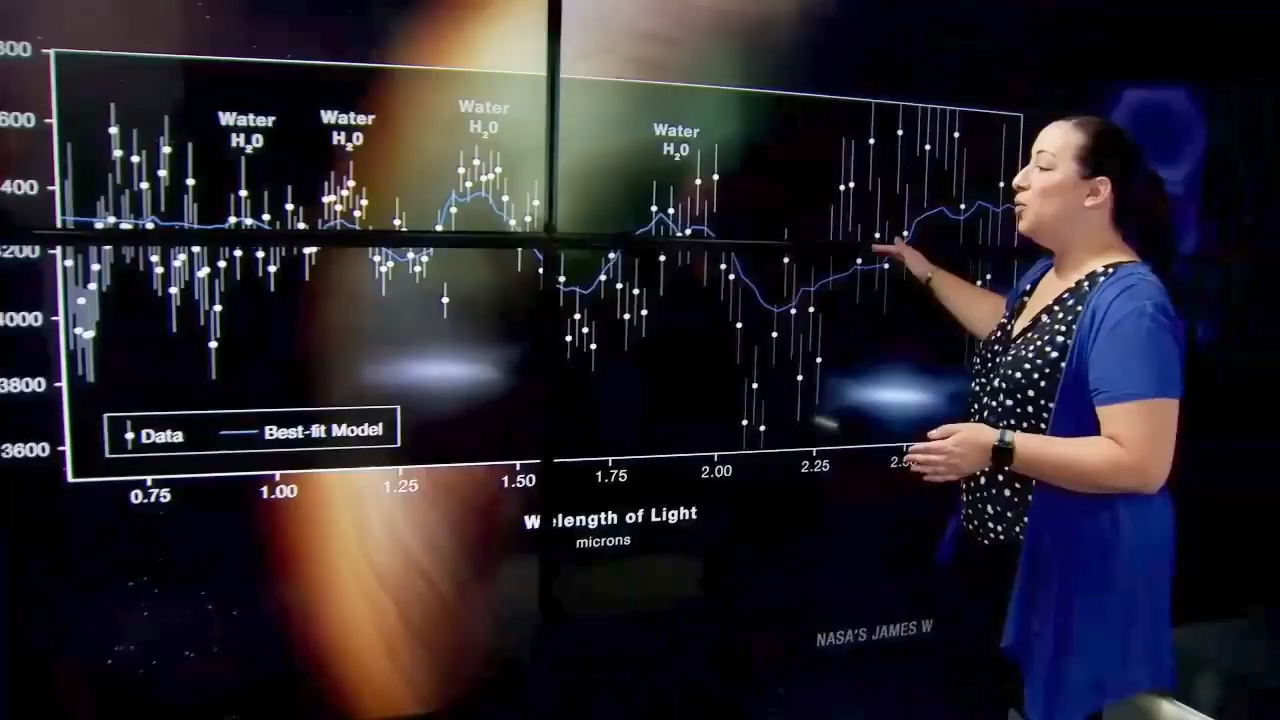 800
600
400
200
4000
3800
3600
Water
H₂O
Water
H₂O
Water
H₂O
Water
H₂O
Data
Best-fit Model
0.75
1.00
1.25
1.50
1.75
2.00
2.25
W elength of Light
microns
NASA'S JAMES W